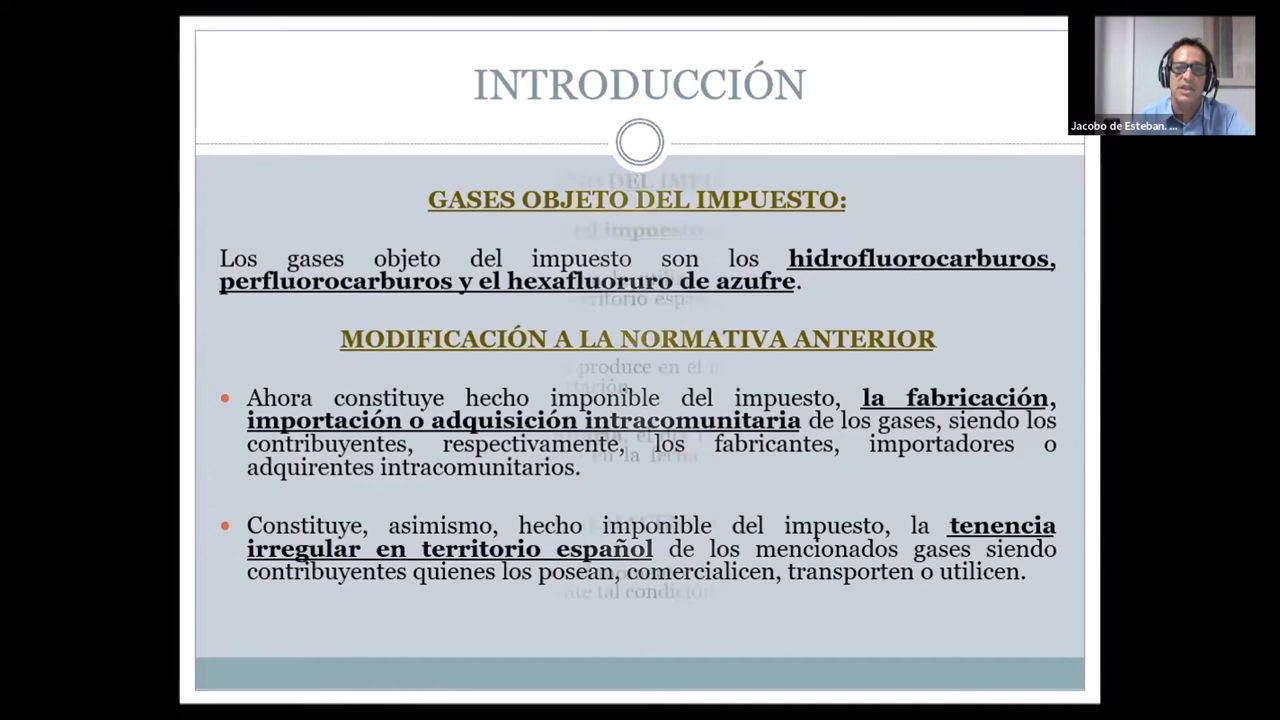 INTRODUCCIÓN
Jacobo de Esteban. ...
GASES OBJETO DEL IMPUESTO:
Los gases objeto del impuesto son los hidrofluorocarburos,
perfluorocarburos y el hexafluoruro de azufre.
MODIFICACIÓN A LA NORMATIVA ANTERIOR
• Ahora constituye hecho imponible del impuesto, la fabricación,
importación o adquisición intracomunitaria de los gases, siendo los
contribuyentes, respectivamente, los fabricantes, importadores o
adquirentes intracomunitarios.
• Constituye, asimismo, hecho imponible del impuesto, la tenencia
irregular en territorio español de los mencionados gases siendo
contribuyentes quienes los posean, comercialicen, transporten o utilicen.